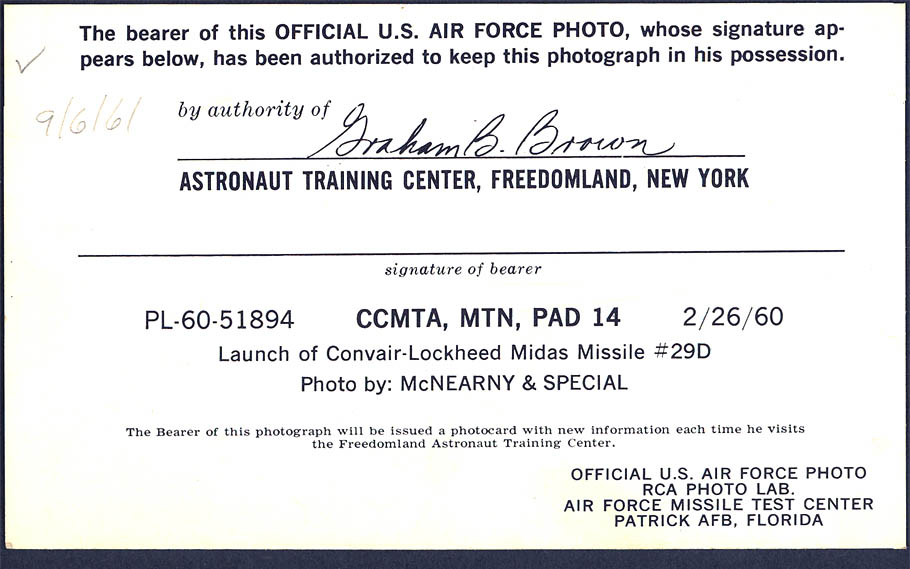 The bearer of this OFFICIAL U.S. AIR FORCE PHOTO, whose signature ap-
pears below, has been authorized to keep this photograph in his possession.
9/6/61
by authority of Graham B. Brown
ASTRONAUT TRAINING CENTER, FREEDOMLAND, NEW YORK
signature of bearer
PL-60-51894 CCMTA, MTN, PAD 14 2/26/60
Launch of Convair-Lockheed Midas Missile #29D
Photo by: McNEARNY & SPECIAL
The Bearer of this photograph will be issued a photocard with new information each time he visits
the Freedomland Astronaut Training Center.
OFFICIAL U.S. AIR FORCE PHOTO
RCA PHOTO LAB.
AIR FORCE MISSILE TEST CENTER
PATRICK AFB, FLORIDA